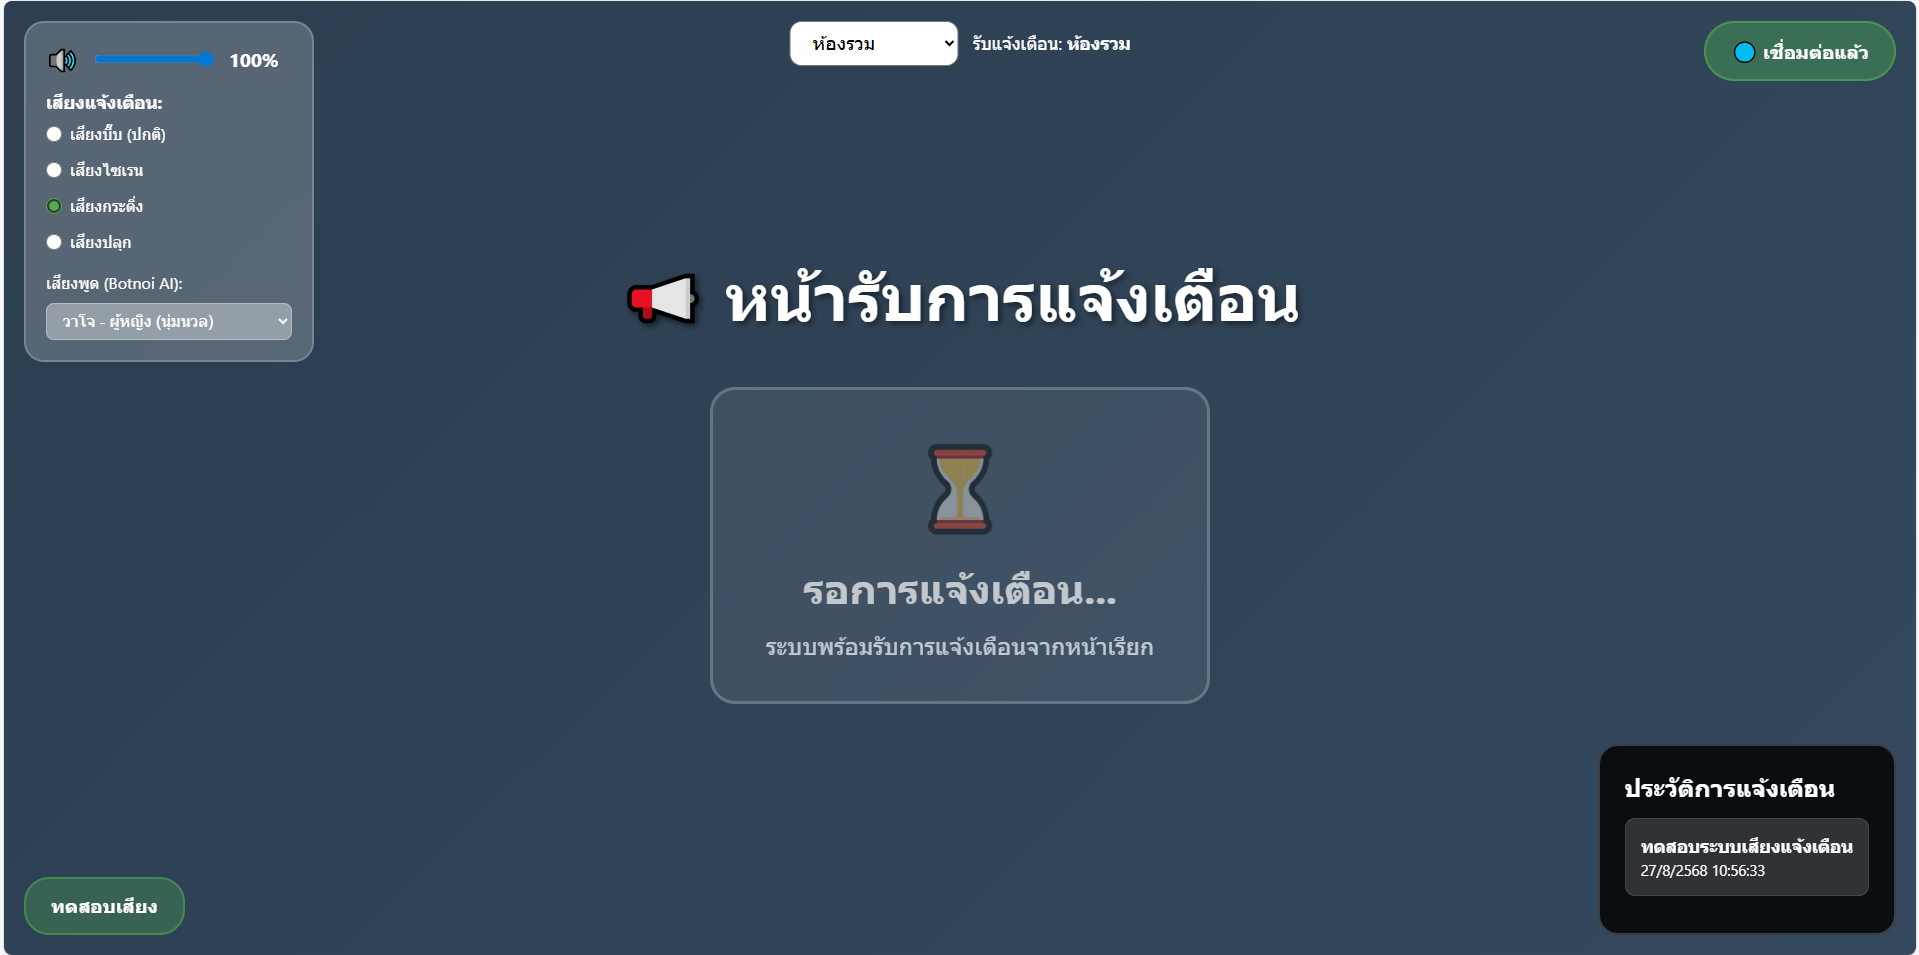 100%
เสียงแจ้งเตือน:
เสียงบี๊บ (ปกติ)
เสียงไซเรน
เสียงกระดิ่ง
เสียงปลุก
เสียงพูด (Botnoi AI):
วาโจ - ผู้หญิง (นุ่มนวล)
ห้องรวม
รับแจ้งเตือน: ห้องรวม
เชื่อมต่อแล้ว
หน้ารับการแจ้งเตือน
รอการแจ้งเตือน...
ระบบพร้อมรับการแจ้งเตือนจากหน้าเรียก
ประวัติการแจ้งเตือน
ทดสอบระบบเสียงแจ้งเตือน
27/8/2568 10:56:33
ทดสอบเสียง